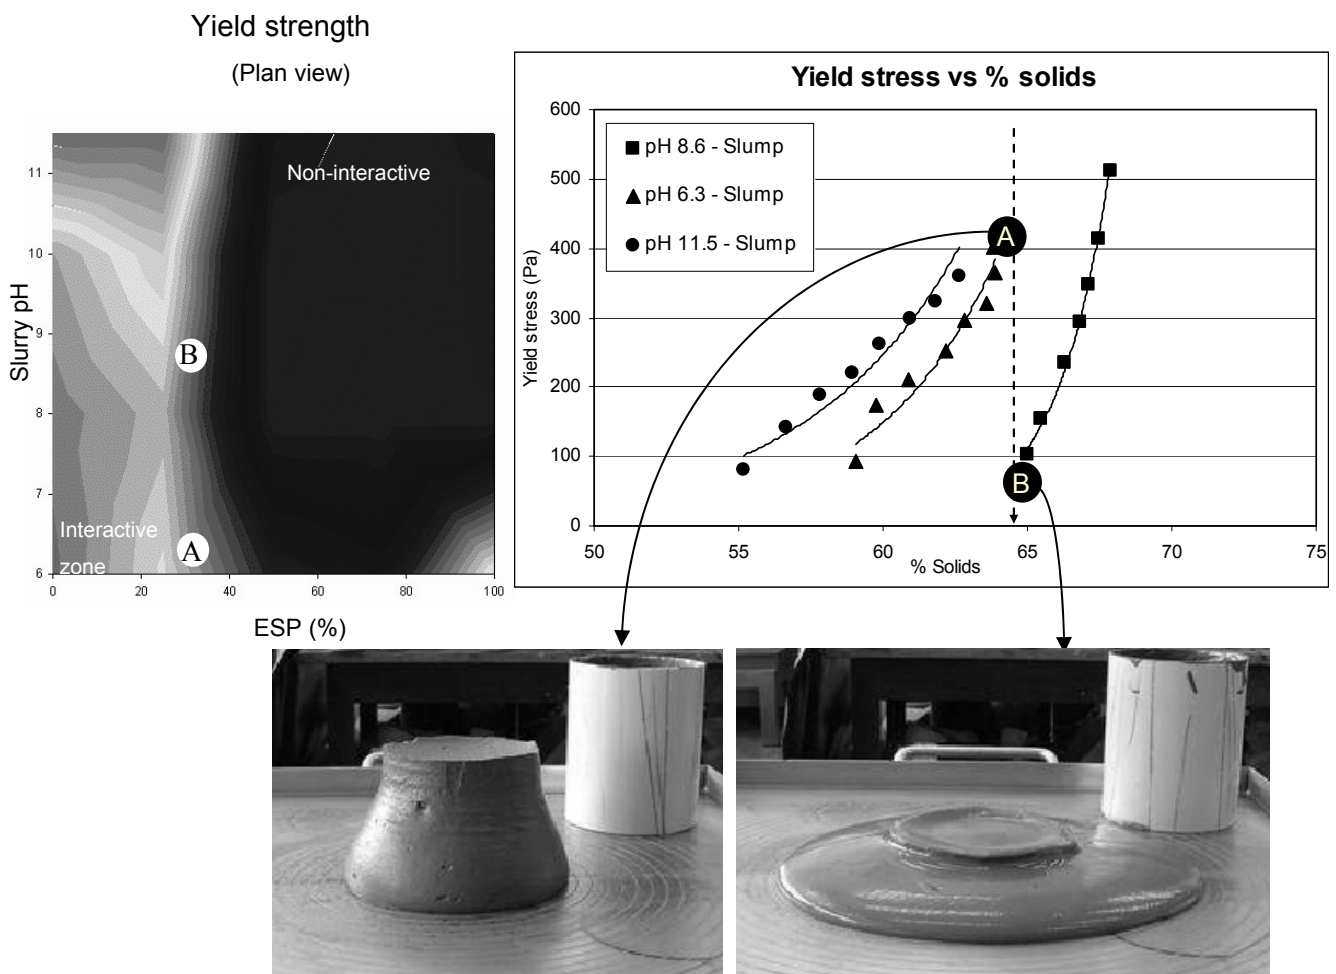 Yield strength
(Plan view)
Non-interactive
11
10
9
8
7
6
Slurry pH
B
A
Interactive
zone
0
20
40
60
80
100
ESP (%)
Yield stress vs % solids
600
500
400
300
200
100
0
Yield stress (Pa)
pH 8.6 - Slump
pH 6.3 - Slump
pH 11.5 - Slump
A
B
50
55
60
65
70
75
% Solids